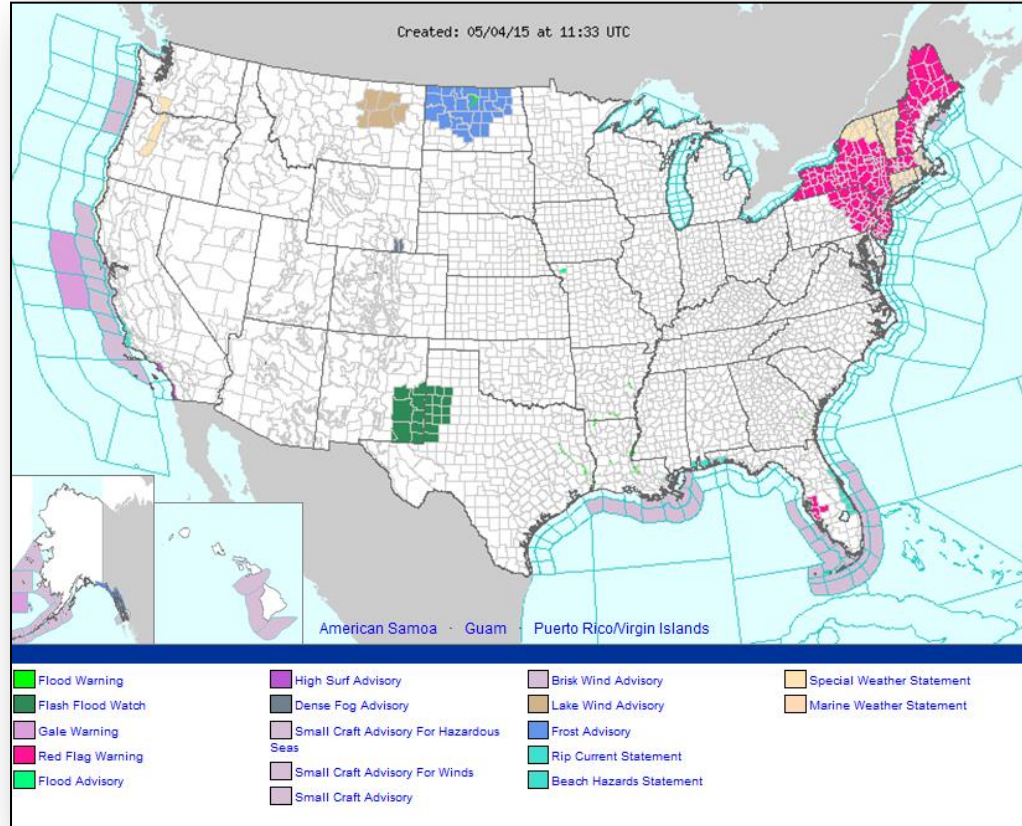 Created: 05/04/15 at 11:33 UTC
American Samoa · Guam · Puerto Rico/Virgin Islands
Flood Warning
Flash Flood Watch
Gale Warning
Red Flag Warning
Flood Advisory
High Surf Advisory
Dense Fog Advisory
Small Craft Advisory For Hazardous
Seas
Small Craft Advisory For Winds
Small Craft Advisory
Brisk Wind Advisory
Lake Wind Advisory
Frost Advisory
Rip Current Statement
Beach Hazards Statement
Special Weather Statement
Marine Weather Statement